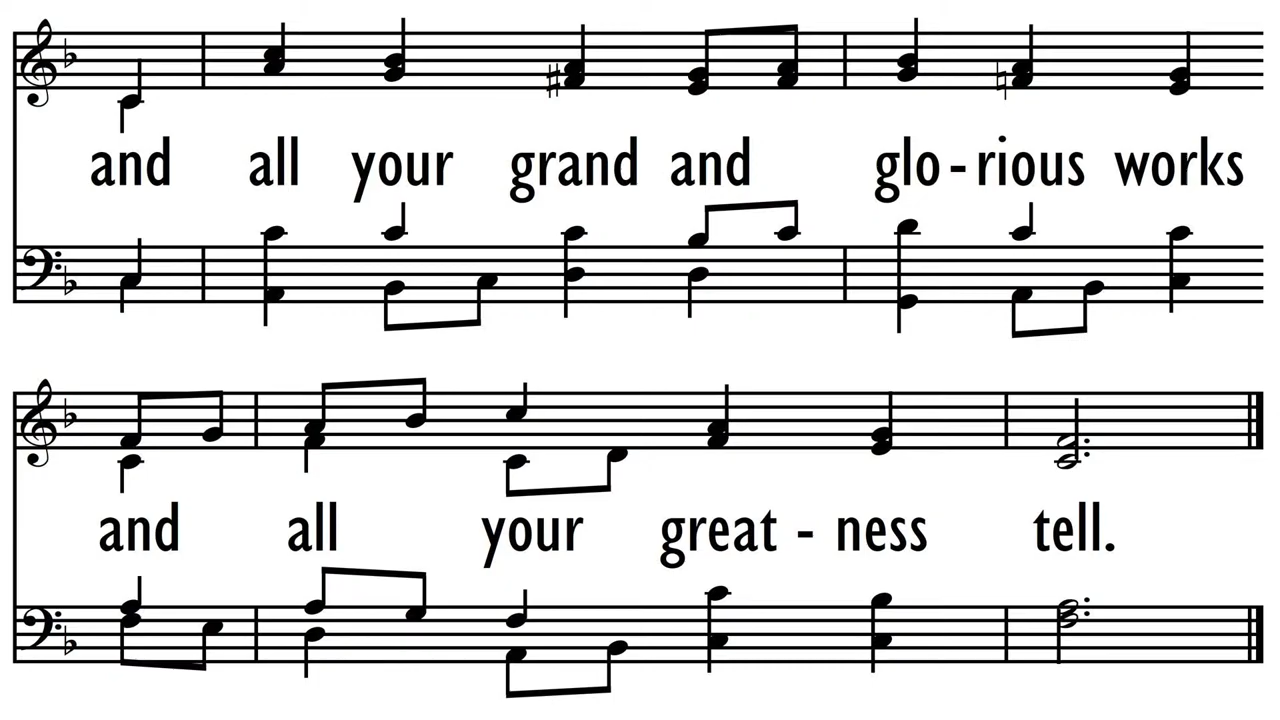 and all your grand and glo - rious works
and all your great - ness tell.